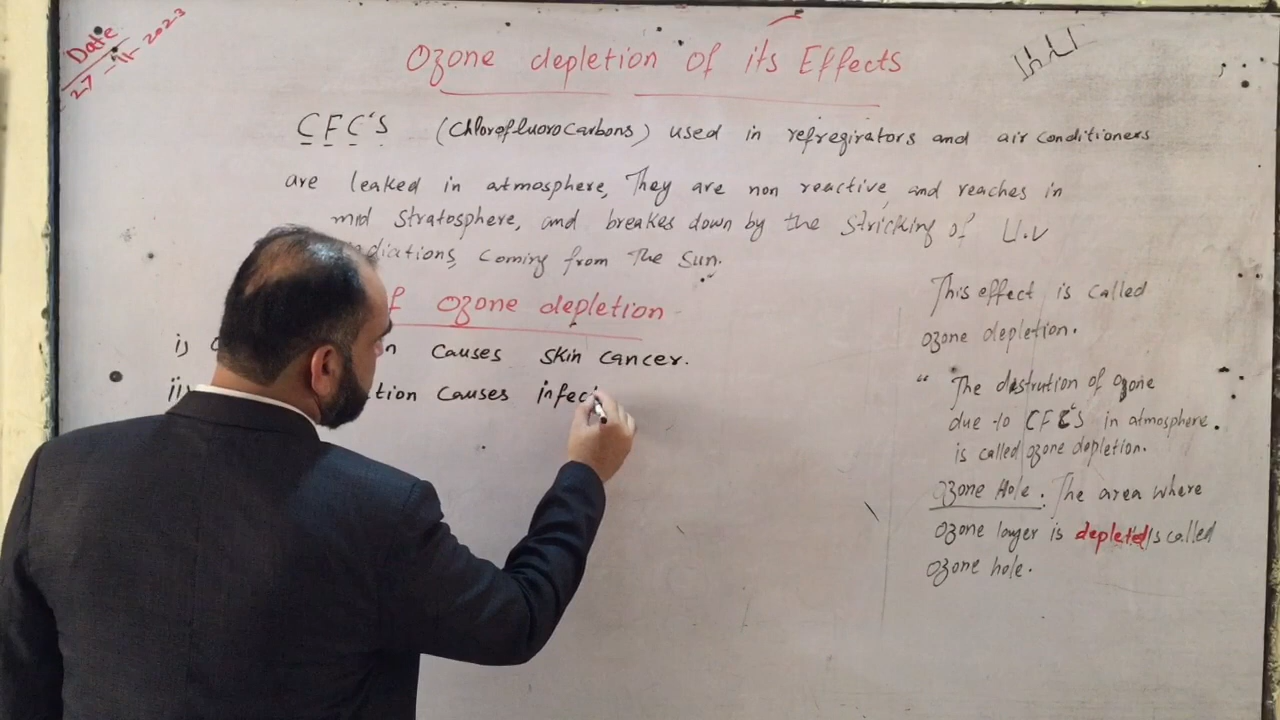 Date
27-11-2023
Ozone depletion of its Effects
CFC's (Chlorofluorocarbons) used in refregirators and air conditioners
are leaked in atmosphere, They are non reactive and reaches in
mid stratosphere, and breakes down by the stricking of U.V
coming from the Sun.
ozone depletion
i) causes skin cancer.
ii) causes infec
This effect is called
ozone depletion.
" The destrution of ozone
due to CFC's in atmosphere.
is called ozone depletion.
Ozone Hole. The area where
ozone layer is depleted is called
ozone hole.